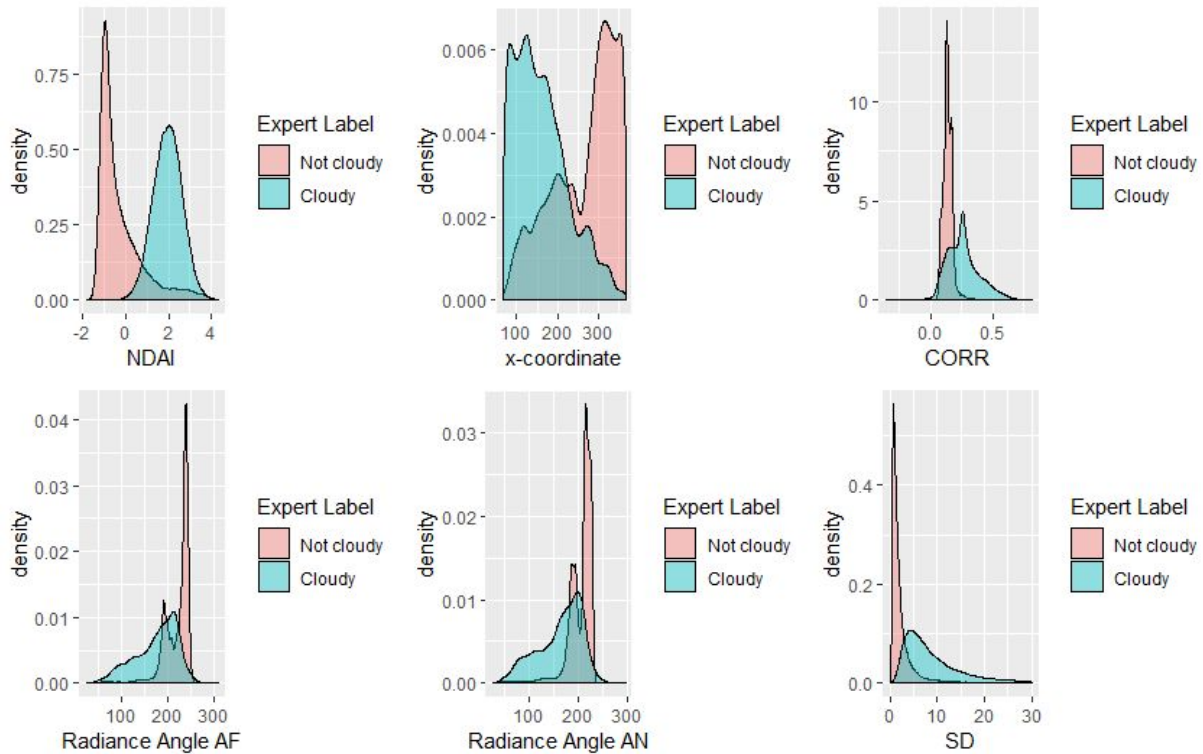 density
0.75
0.50
0.25
0.00
-2 0 2 4
NDAI
Expert Label
Not cloudy
Cloudy
density
0.006
0.004
0.002
0.000
100 200 300
x-coordinate
Expert Label
Not cloudy
Cloudy
density
10
5
0
0.0 0.5
CORR
Expert Label
Not cloudy
Cloudy
density
0.04
0.03
0.02
0.01
0.00
100 200 300
Radiance Angle AF
Expert Label
Not cloudy
Cloudy
density
0.03
0.02
0.01
0.00
100 200 300
Radiance Angle AN
Expert Label
Not cloudy
Cloudy
density
0.4
0.2
0.0
0 10 20 30
SD
Expert Label
Not cloudy
Cloudy